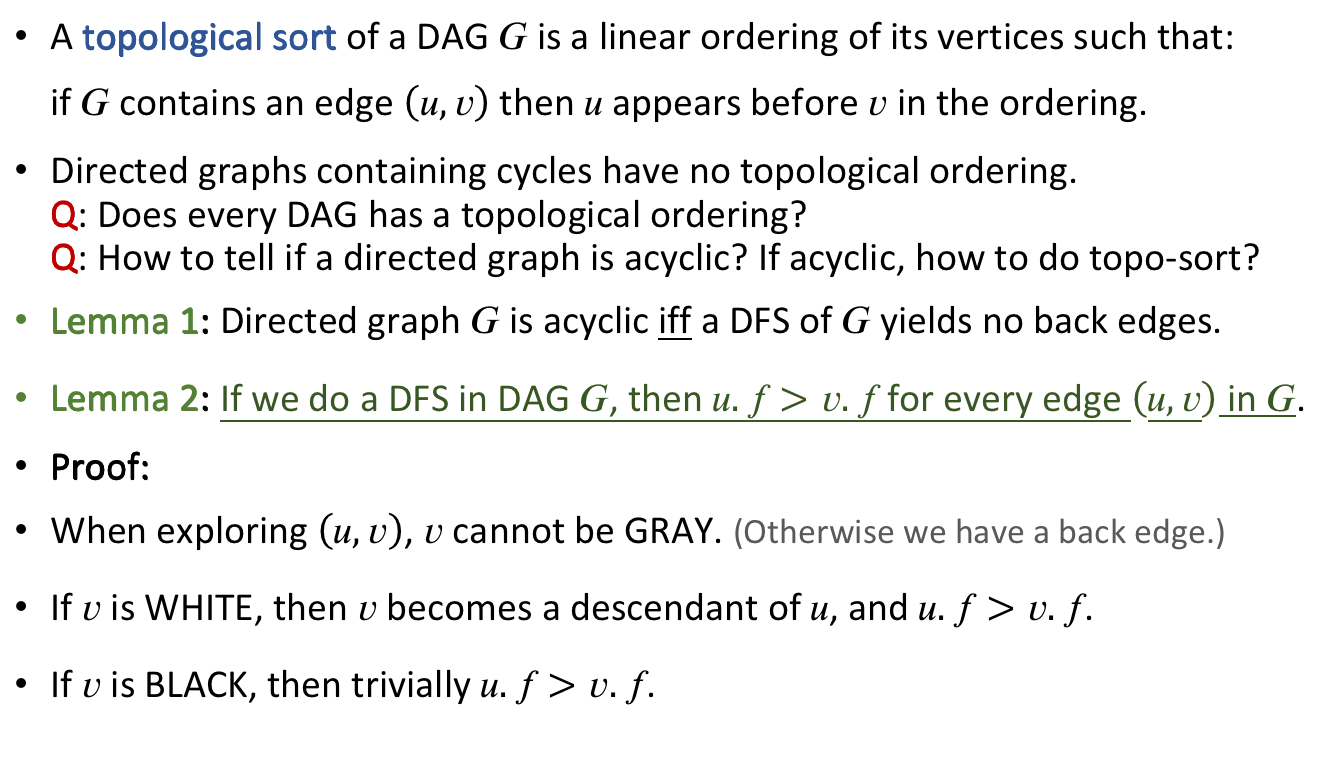 • A topological sort of a DAG G is a linear ordering of its vertices such that:
if G contains an edge (u, v) then u appears before v in the ordering.
• Directed graphs containing cycles have no topological ordering.
Q: Does every DAG has a topological ordering?
Q: How to tell if a directed graph is acyclic? If acyclic, how to do topo-sort?
• Lemma 1: Directed graph G is acyclic iff a DFS of G yields no back edges.
• Lemma 2: If we do a DFS in DAG G, then u. f > v. f for every edge (u, v) in G.
• Proof:
• When exploring (u, v), v cannot be GRAY. (Otherwise we have a back edge.)
• If v is WHITE, then v becomes a descendant of u, and u. f > v. f.
• If v is BLACK, then trivially u. f > v. f.